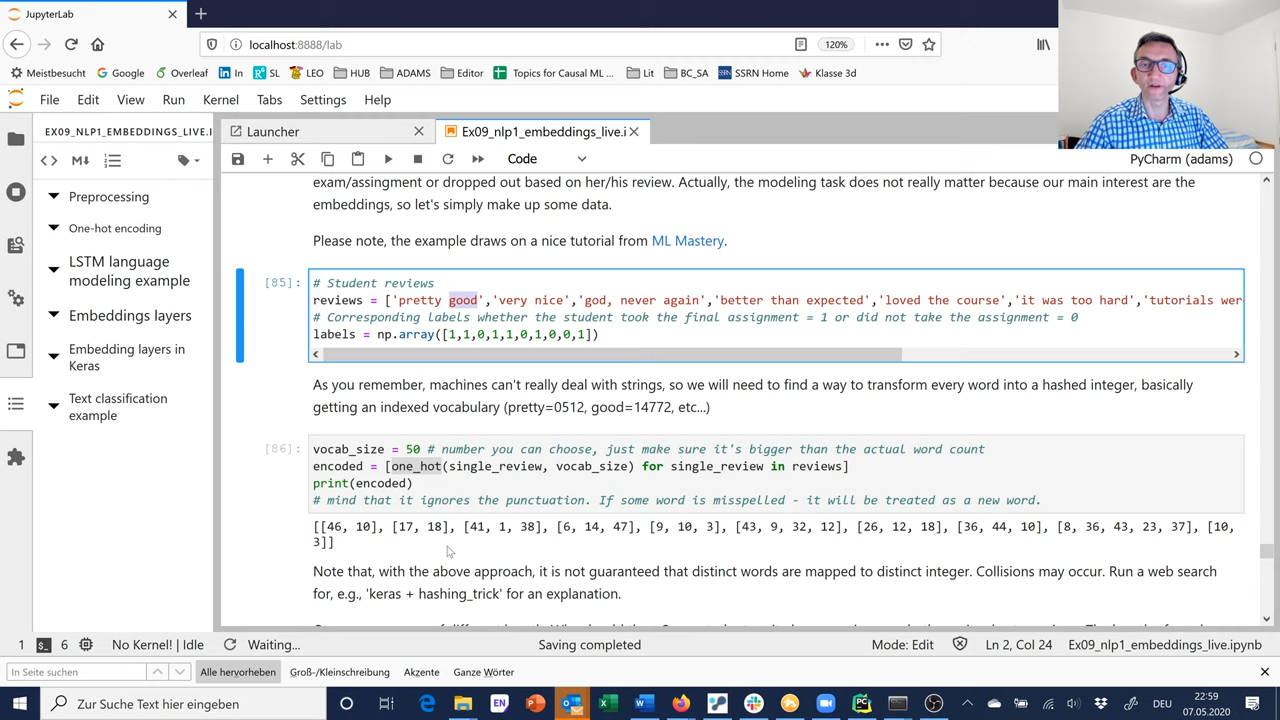 JupyterLab
localhost:8888/lab
120%
Meistbesucht
Google
Overleaf
In
SL
LEO
HUB
ADAMS
Editor
Topics for Causal ML ...
Lit
BC_SA
SSRN Home
Klasse 3d
File Edit View Run Kernel Tabs Settings Help
EX09_NLP1_EMBEDDINGS_LIVE.I
Launcher
Ex09_nlp1_embeddings_live.i
Code
PyCharm (adams)
Preprocessing
One-hot encoding
LSTM language
modeling example
Embeddings layers
Embedding layers in
Keras
Text classification
example
exam/assingment or dropped out based on her/his review. Actually, the modeling task does not really matter because our main interest are the
embeddings, so let's simply make up some data.
Please note, the example draws on a nice tutorial from ML Mastery.
[85]:
# Student reviews
reviews = ['pretty good','very nice','god, never again','better than expected','loved the course','it was too hard','tutorials wer
# Corresponding labels whether the student took the final assignment = 1 or did not take the assignment = 0
labels = np.array([1,1,0,1,1,0,1,0,0,1])
As you remember, machines can't really deal with strings, so we will need to find a way to transform every word into a hashed integer, basically
getting an indexed vocabulary (pretty=0512, good=14772, etc...)
[86]:
vocab_size = 50 # number you can choose, just make sure it's bigger than the actual word count
encoded = [one_hot(single_review, vocab_size) for single_review in reviews]
print(encoded)
# mind that it ignores the punctuation. If some word is misspelled - it will be treated as a new word.
[[46, 10], [17, 18], [41, 1, 38], [6, 14, 47], [9, 10, 3], [43, 9, 32, 12], [26, 12, 18], [36, 44, 10], [8, 36, 43, 23, 37], [10,
3]]
Note that, with the above approach, it is not guaranteed that distinct words are mapped to distinct integer. Collisions may occur. Run a web search
for, e.g., 'keras + hashing_trick' for an explanation.
1 6 No Kernel! | Idle Waiting... Saving completed Mode: Edit Ln 2, Col 24 Ex09_nlp1_embeddings_live.ipynb
In Seite suchen Alle hervorheben Groß-/Kleinschreibung Akzente Ganze Wörter
Zur Suche Text hier eingeben
EN
DEU
22:59
07.05.2020